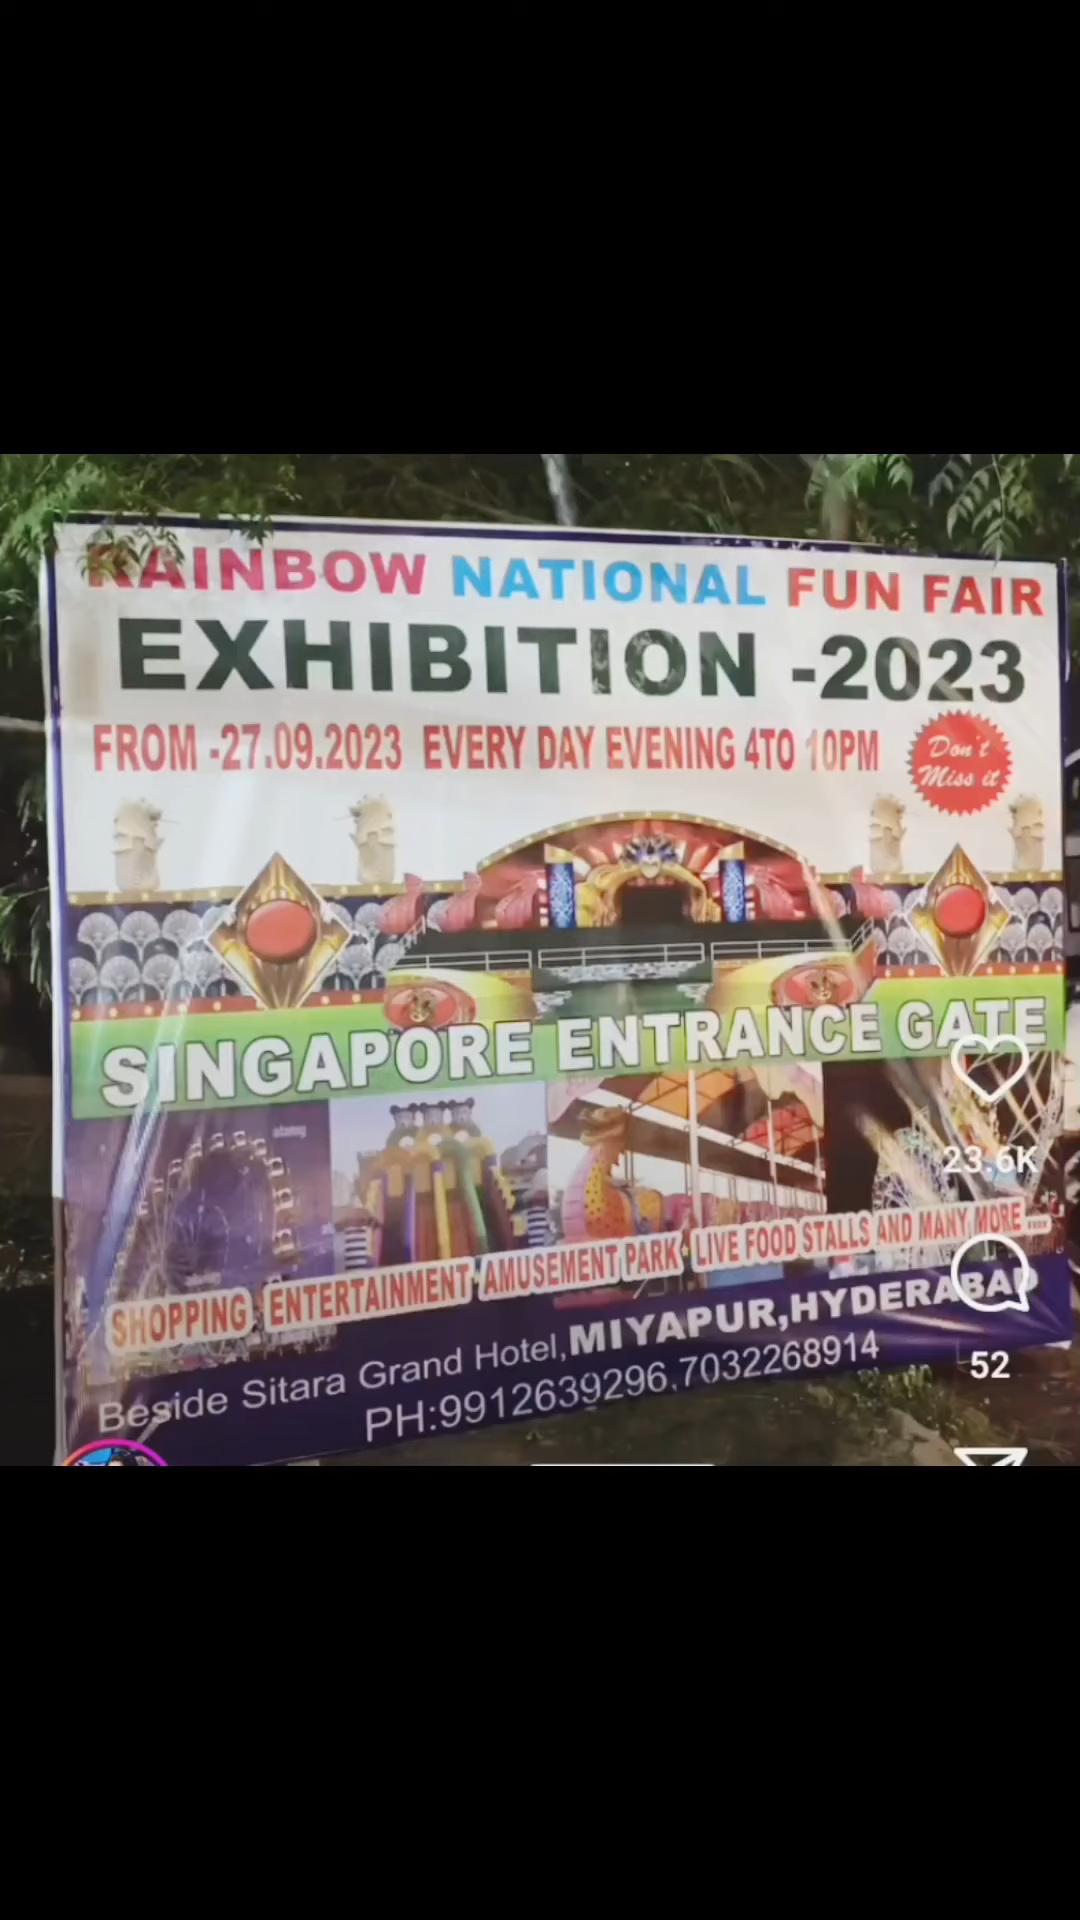 RAINBOW NATIONAL FUN FAIR
EXHIBITION -2023
FROM -27.09.2023 EVERY DAY EVENING 4TO 10PM
Don't
Miss it
SINGAPORE ENTRANCE GATE
alamy
alamy
SHOPPING ENTERTAINMENT AMUSEMENT PARK LIVE FOOD STALLS AND MANY MORE ....
Beside Sitara Grand Hotel, MIYAPUR, HYDERABAD
PH:9912639296,7032268914
23.6K
52